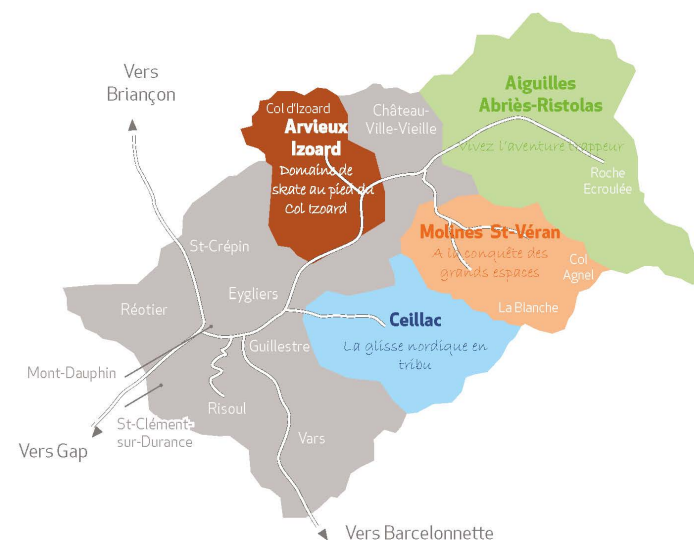 Vers
Briançon
Col d'Izoard
Arvieux
Izoard
Domaine de
skate au pied du
Col Izoard
Château-
Ville-Vieille
Aiguilles
Abriès-Ristolas
Vivez l'aventure trappeur
Roche
Ecroulée
St-Crépin
Molines St-Véran
A la conquête des
grands espaces
Col
Agnel
La Blanche
Réotier
Eygliers
Ceillac
La glisse nordique en
tribu
Guillestre
Mont-Dauphin
Risoul
St-Clément-
sur-Durance
Vers Gap
Vars
Vers Barcelonnette